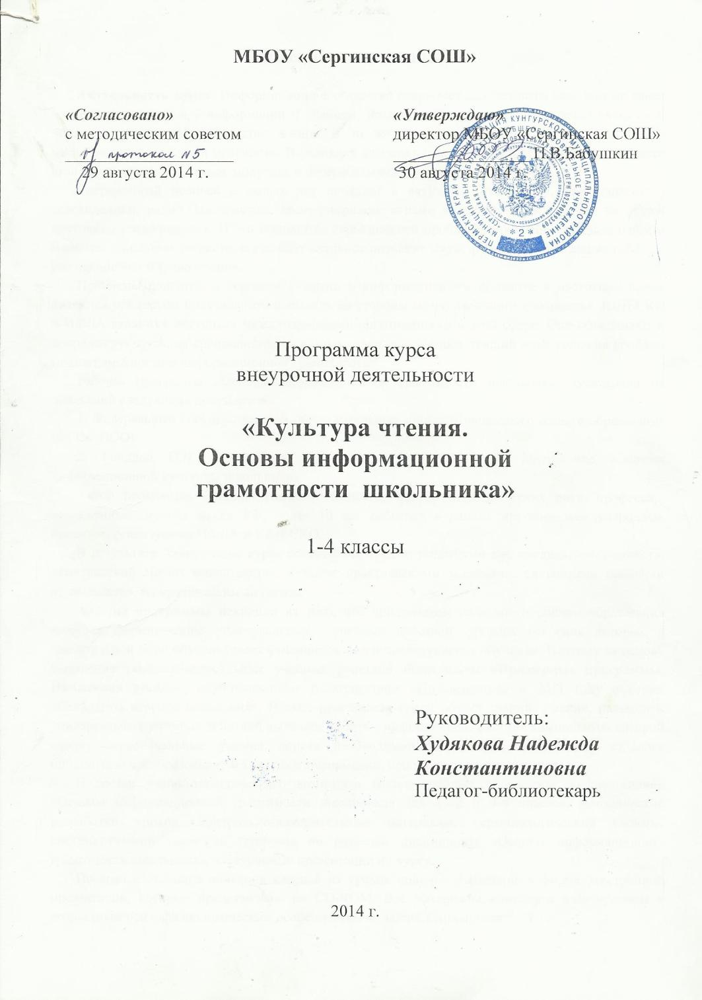 МБОУ «Сергинская СОШ»
«Согласовано»
с методическим советом
протокол №5
29 августа 2014 г.
«Утверждаю»
директор МБОУ «Сергинская СОШ»
П.В.Бабушкин
30 августа 2014 г.
* 2 *
Программа курса
внеурочной деятельности
«Культура чтения.
Основы информационной
грамотности школьника»
1-4 классы
Руководитель:
Худякова Надежда
Константиновна
Педагог-библиотекарь
2014 г.